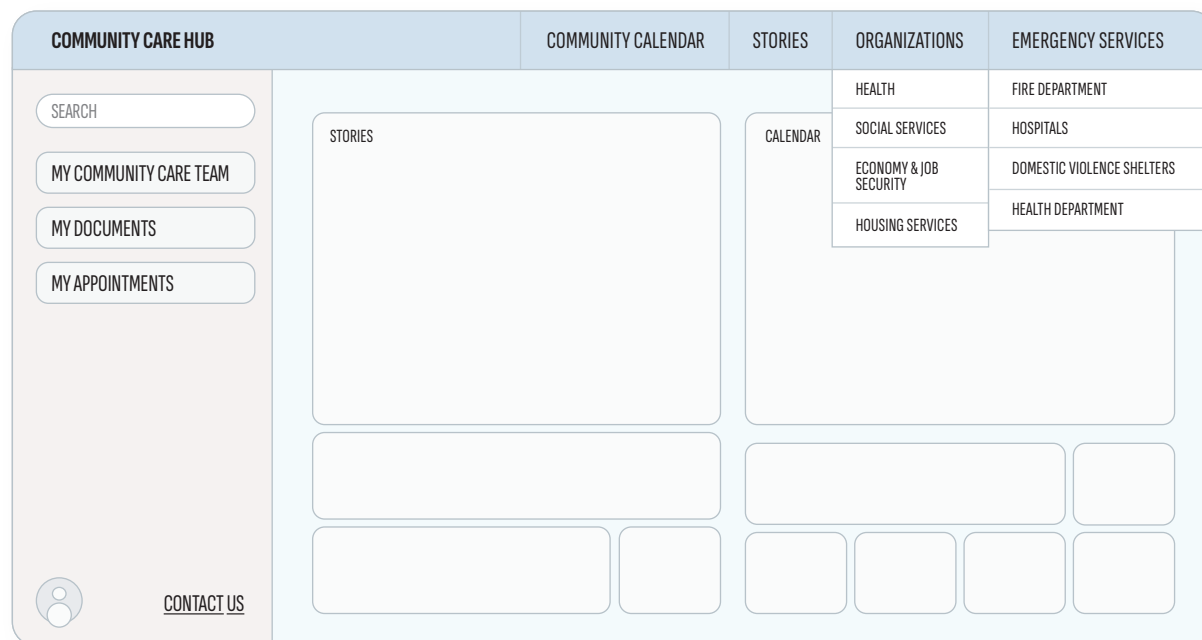 COMMUNITY CARE HUB
COMMUNITY CALENDAR
STORIES
ORGANIZATIONS
EMERGENCY SERVICES
SEARCH
MY COMMUNITY CARE TEAM
MY DOCUMENTS
MY APPOINTMENTS
CONTACT US
STORIES
CALENDAR
HEALTH
SOCIAL SERVICES
ECONOMY & JOB
SECURITY
HOUSING SERVICES
FIRE DEPARTMENT
HOSPITALS
DOMESTIC VIOLENCE SHELTERS
HEALTH DEPARTMENT